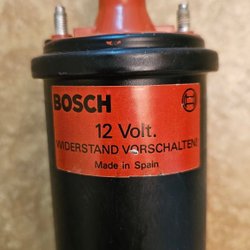 BOSCH
12 Volt.
WIDERSTAND VORSCHALTEN!
Made in Spain